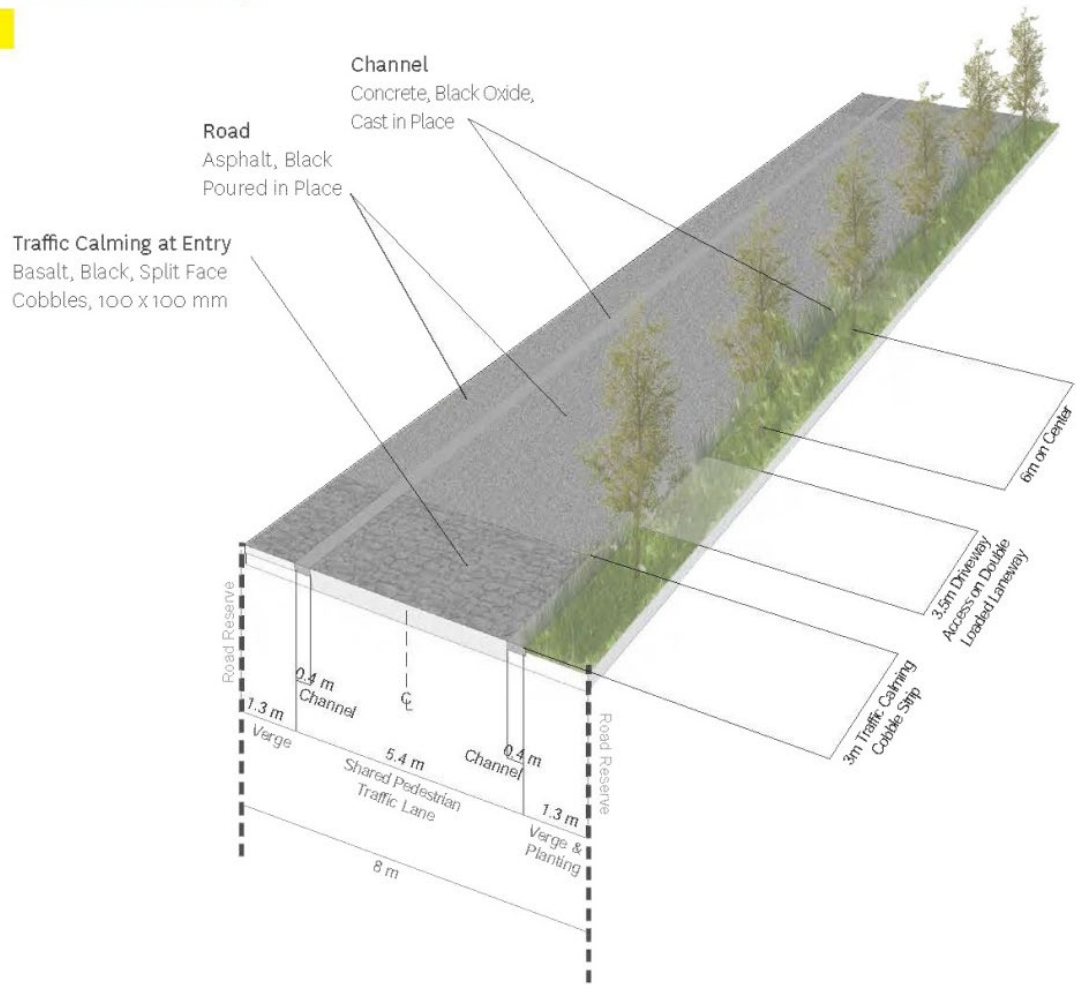 Channel
Concrete, Black Oxide,
Cast in Place
Road
Asphalt, Black
Poured in Place
Traffic Calming at Entry
Basalt, Black, Split Face
Cobbles, 100 x 100 mm
6m on Center
3.5m Driveway
Access on Double
Loaded Laneway
3m Traffic Calming
Cobble Strip
Road Reserve
Road Reserve
0.4 m
Channel
℄
1.3 m
Verge
5.4 m
Shared Pedestrian
Traffic Lane
0.4 m
Channel
1.3 m
Verge &
Planting
8 m